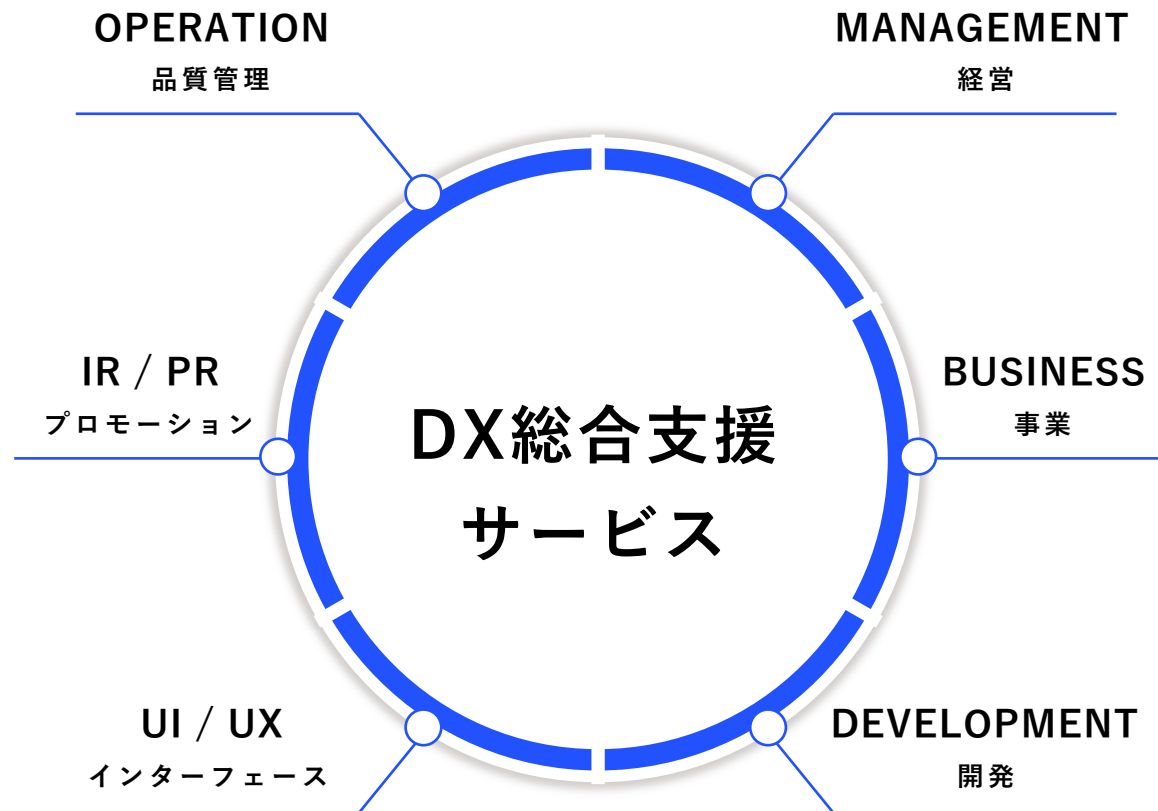 OPERATION
品質管理
MANAGEMENT
経営
IR / PR
プロモーション
BUSINESS
事業
DX総合支援
サービス
UI / UX
インターフェース
DEVELOPMENT
開発